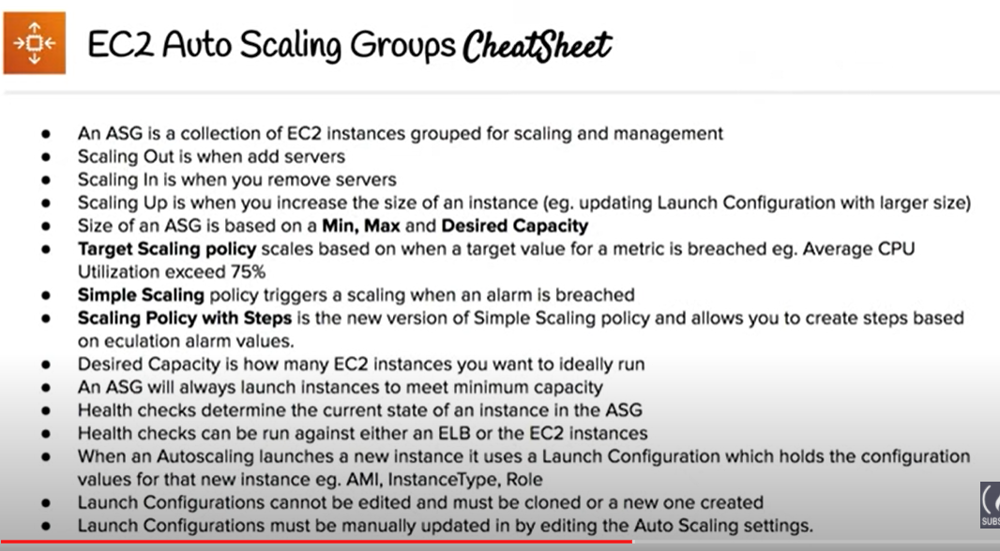 EC2 Auto Scaling Groups CheatSheet
An ASG is a collection of EC2 instances grouped for scaling and management
Scaling Out is when add servers
Scaling In is when you remove servers
Scaling Up is when you increase the size of an instance (eg. updating Launch Configuration with larger size)
Size of an ASG is based on a Min, Max and Desired Capacity
Target Scaling policy scales based on when a target value for a metric is breached eg. Average CPU
Utilization exceed 75%
Simple Scaling policy triggers a scaling when an alarm is breached
Scaling Policy with Steps is the new version of Simple Scaling policy and allows you to create steps based
on eculation alarm values.
Desired Capacity is how many EC2 instances you want to ideally run
An ASG will always launch instances to meet minimum capacity
Health checks determine the current state of an instance in the ASG
Health checks can be run against either an ELB or the EC2 instances
When an Autoscaling launches a new instance it uses a Launch Configuration which holds the configuration
values for that new instance eg. AMI, InstanceType, Role
Launch Configurations cannot be edited and must be cloned or a new one created
Launch Configurations must be manually updated in by editing the Auto Scaling settings.